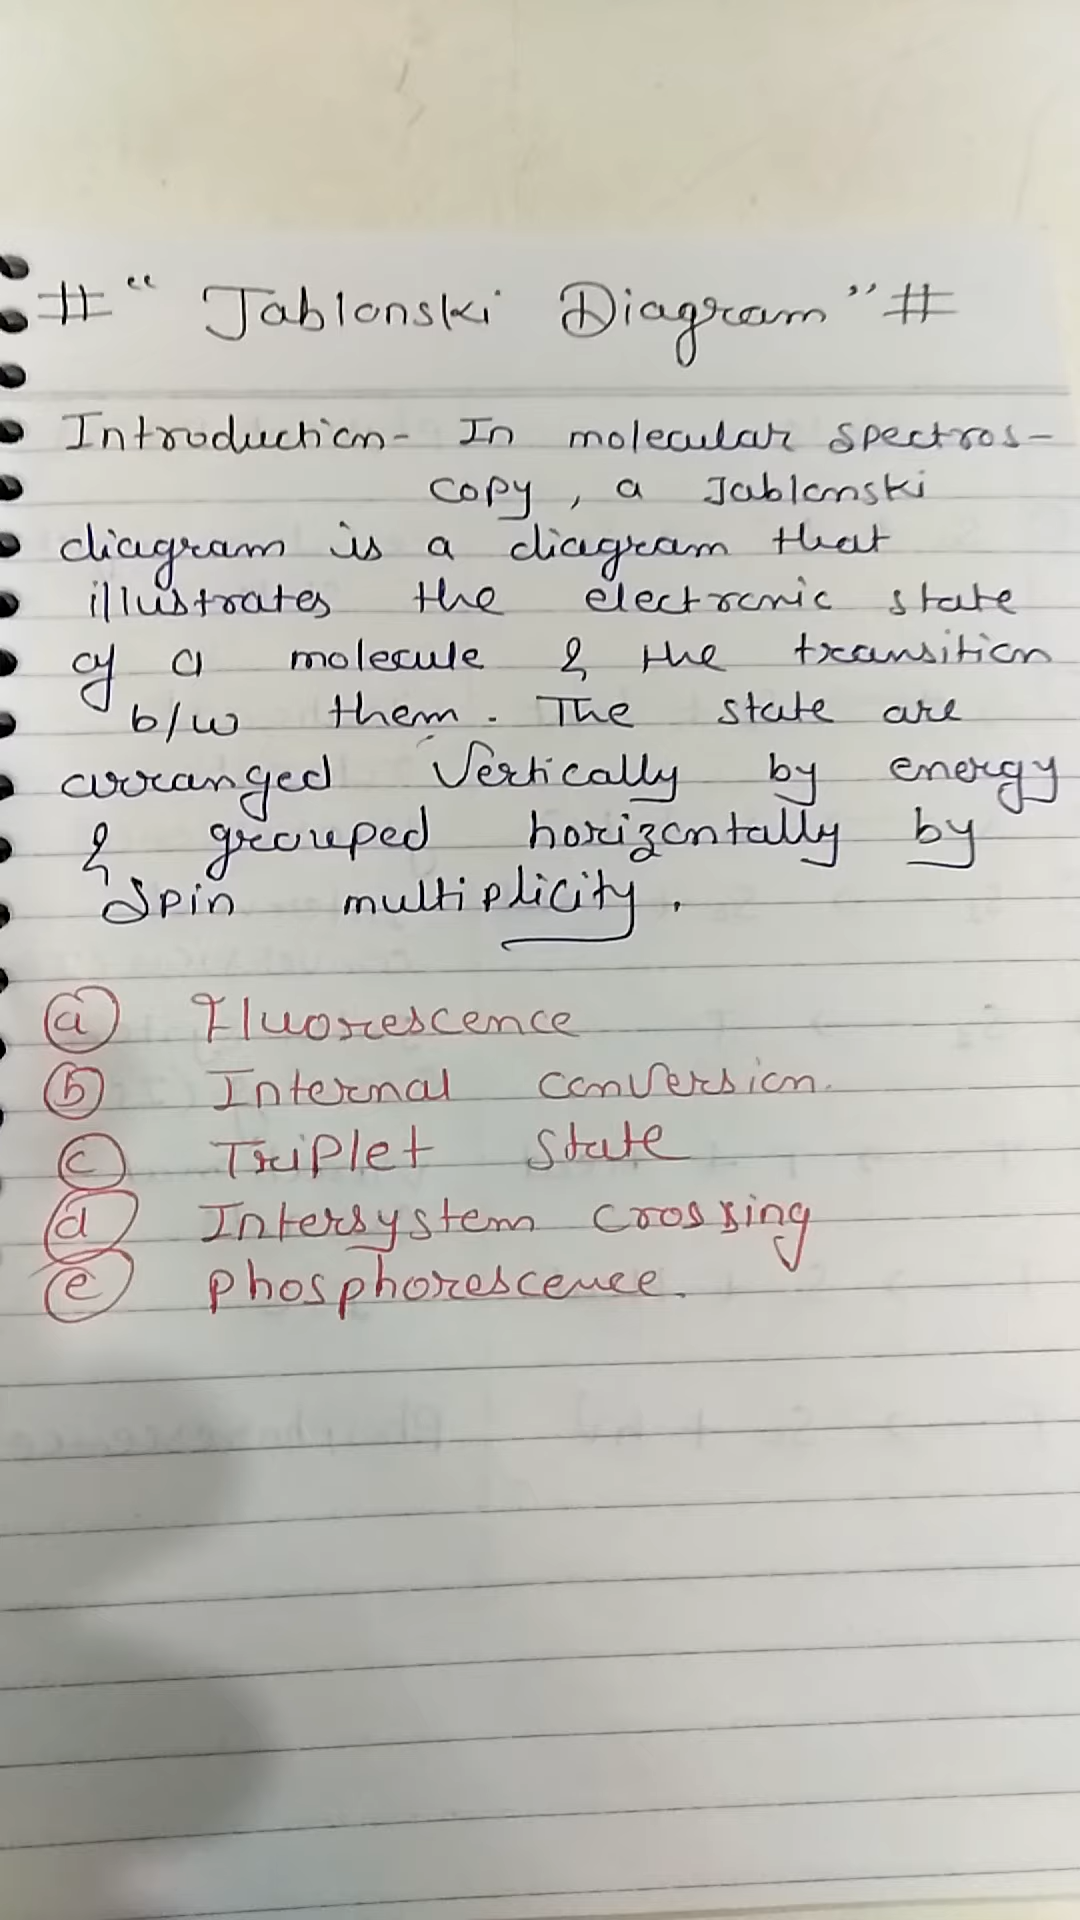 # "Jablonski Diagram" #
Introduction- In molecular spectros-
copy, a Jablonski
diagram is a diagram that
illustrates the electronic state
of a molecule & the transition
b/w them. The state are
arranged Vertically by energy
& grouped horizontally by
Spin multiplicity.
(a) Fluorescence
(b) Internal conversion.
(c) Triplet state
(d) Intersystem crossing
(e) Phosphorescence.